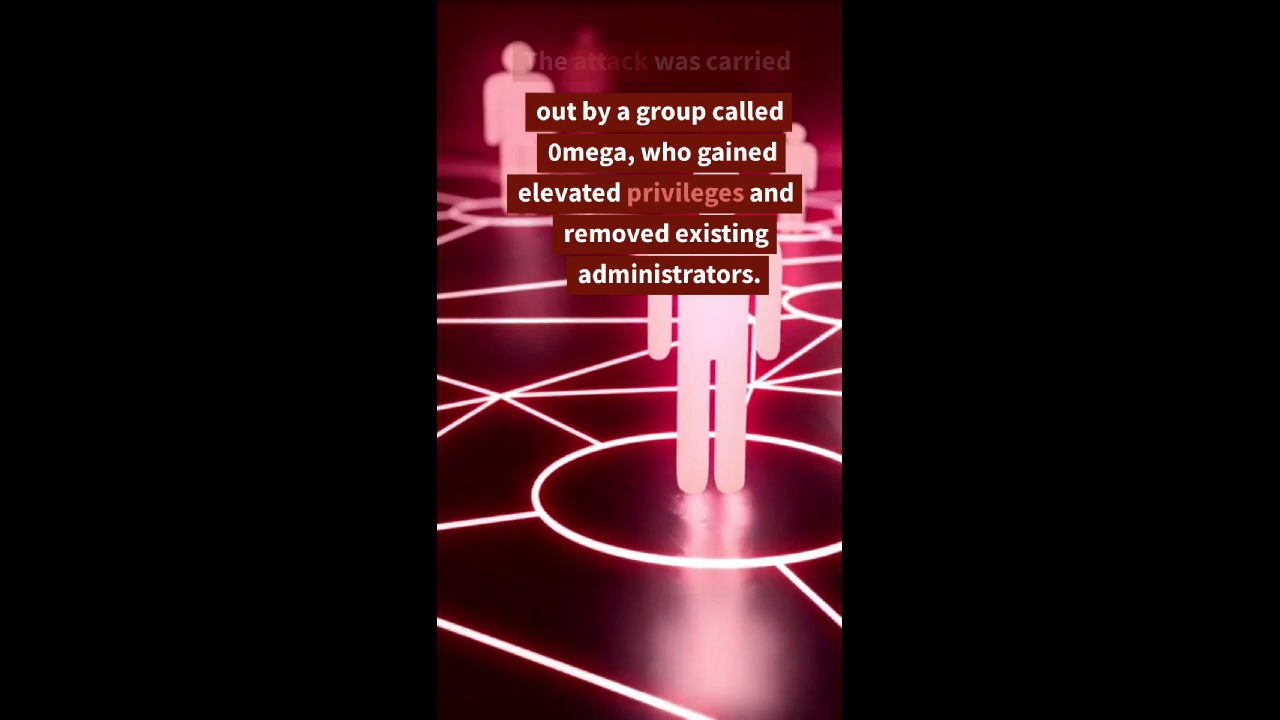 The attack was carried
out by a group called
0mega, who gained
elevated privileges and
removed existing
administrators.